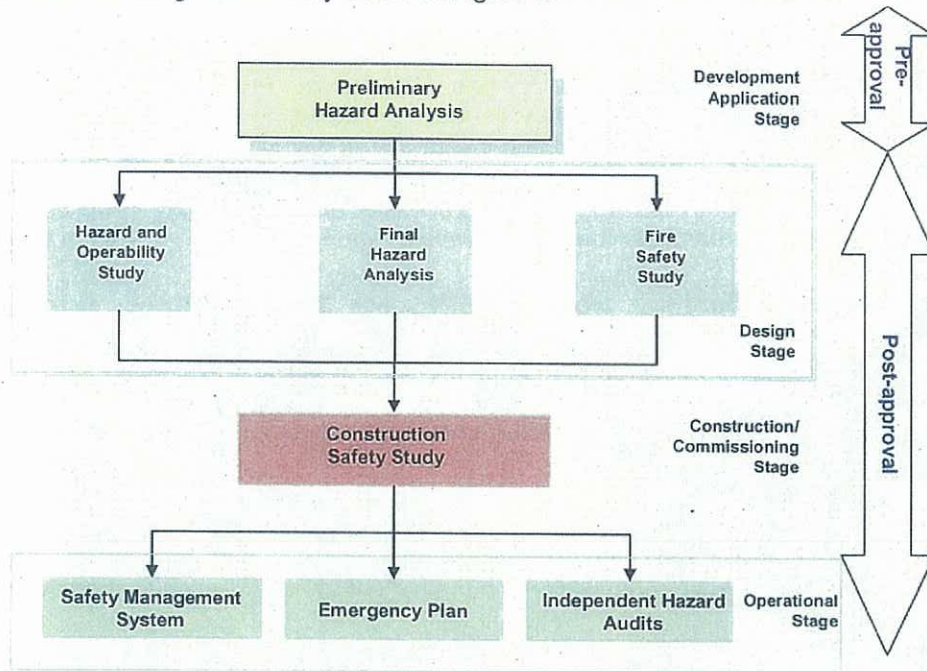 Preliminary
Hazard Analysis
Development
Application
Stage
Pre-
approval
Hazard and
Operability
Study
Final
Hazard
Analysis
Fire
Safety
Study
Design
Stage
Post-approval
Construction
Safety Study
Construction/
Commissioning
Stage
Safety Management
System
Emergency Plan
Independent Hazard
Audits
Operational
Stage